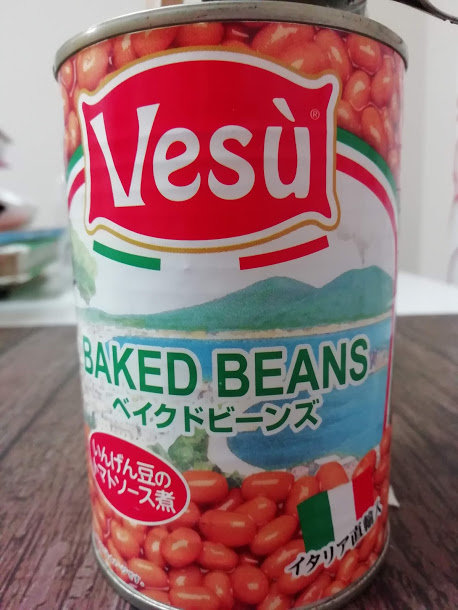 Vesù®
BAKED BEANS
ベイクドビーンズ
いんげん豆の
トマトソース煮
イタリア直輸入